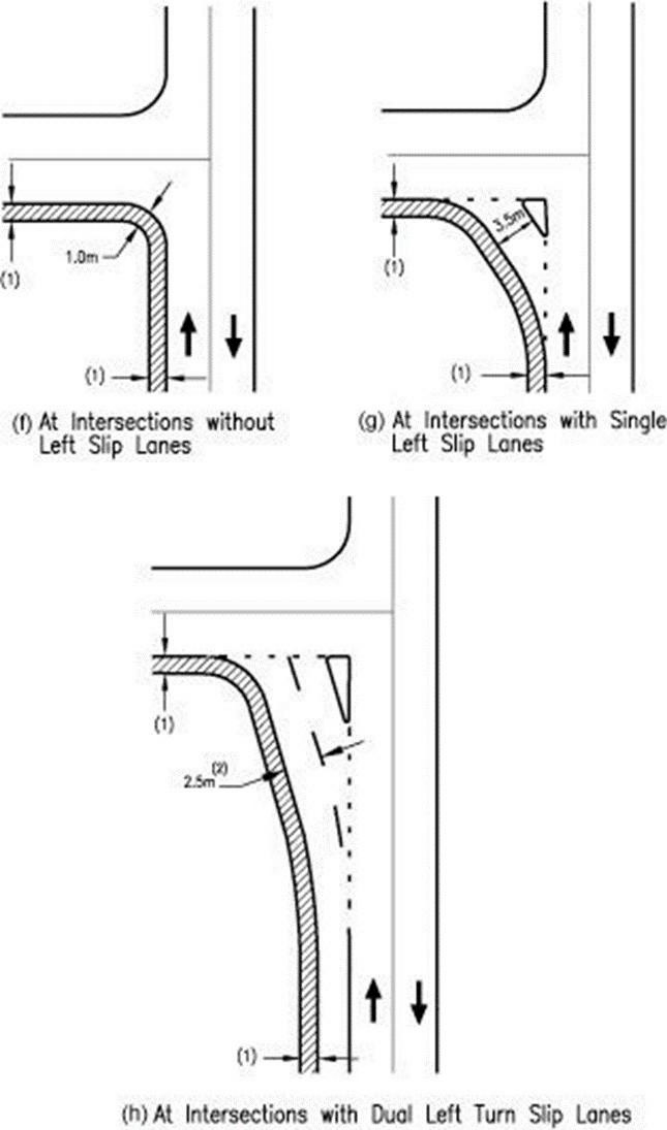 1.0m
(1)
(1)
3.5m
(1)
(1)
(f) At Intersections without
Left Slip Lanes
(g) At Intersections with Single
Left Slip Lanes
(1)
2.5m(2)
(1)
(h) At Intersections with Dual Left Turn Slip Lanes